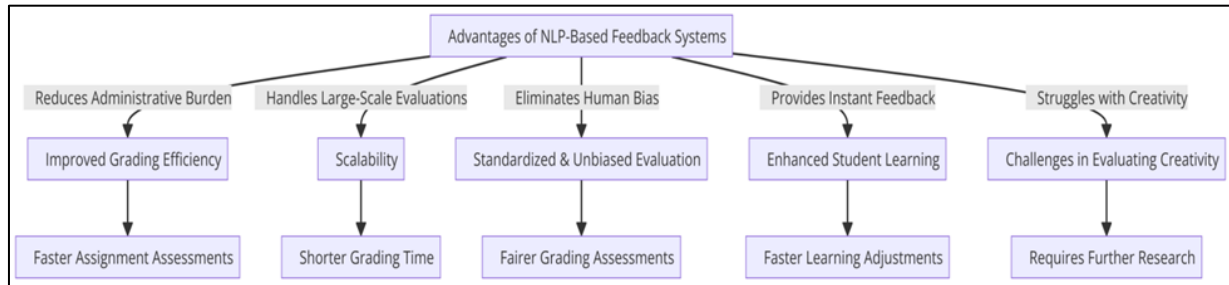 Advantages of NLP-Based Feedback Systems
Reduces Administrative Burden
Handles Large-Scale Evaluations
Eliminates Human Bias
Provides Instant Feedback
Struggles with Creativity
Improved Grading Efficiency
Scalability
Standardized & Unbiased Evaluation
Enhanced Student Learning
Challenges in Evaluating Creativity
Faster Assignment Assessments
Shorter Grading Time
Fairer Grading Assessments
Faster Learning Adjustments
Requires Further Research